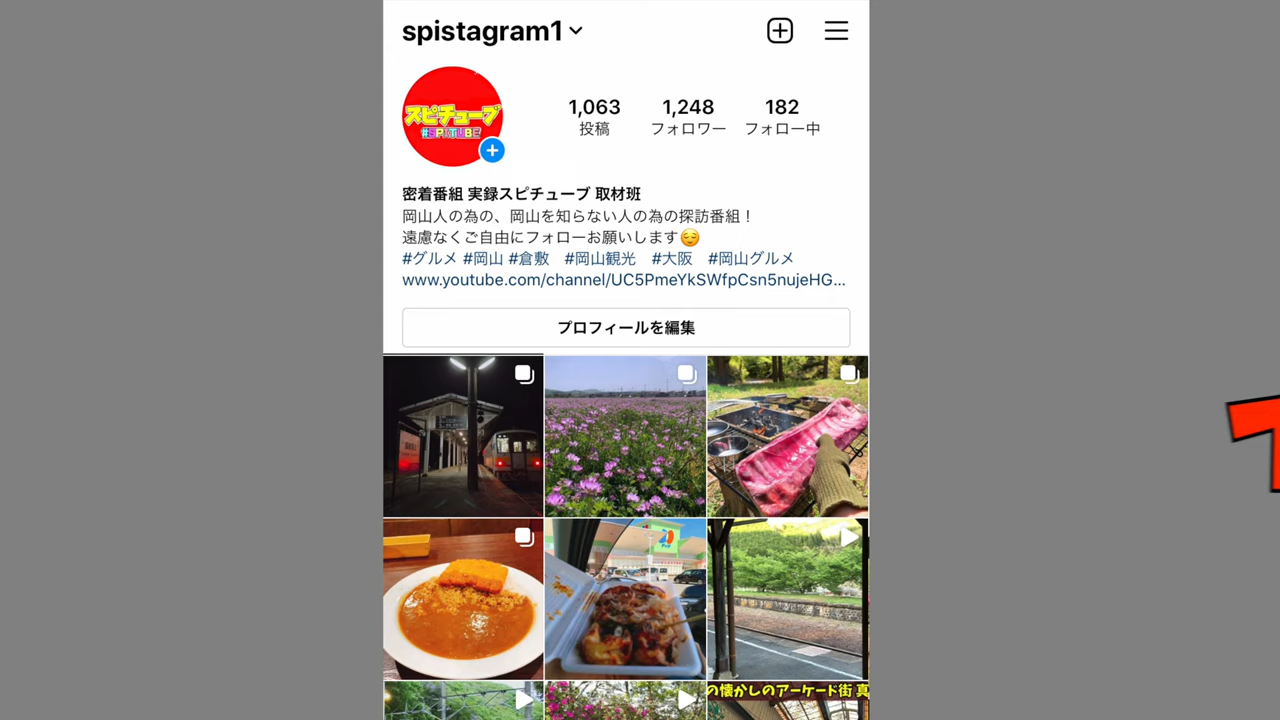 spistagram1
1,063 1,248 182
投稿 フォロワー フォロー中
スピチューブ
#SPITUBE
密着番組 実録スピチューブ 取材班
岡山人の為の、岡山を知らない人の為の探訪番組！
遠慮なくご自由にフォローお願いします😌
#グルメ #岡山 #倉敷 #岡山観光 #大阪 #岡山グルメ
www.youtube.com/channel/UC5PmeYkSWfpCsn5nujeHG...
プロフィールを編集
の懐かしのアーケード街 真